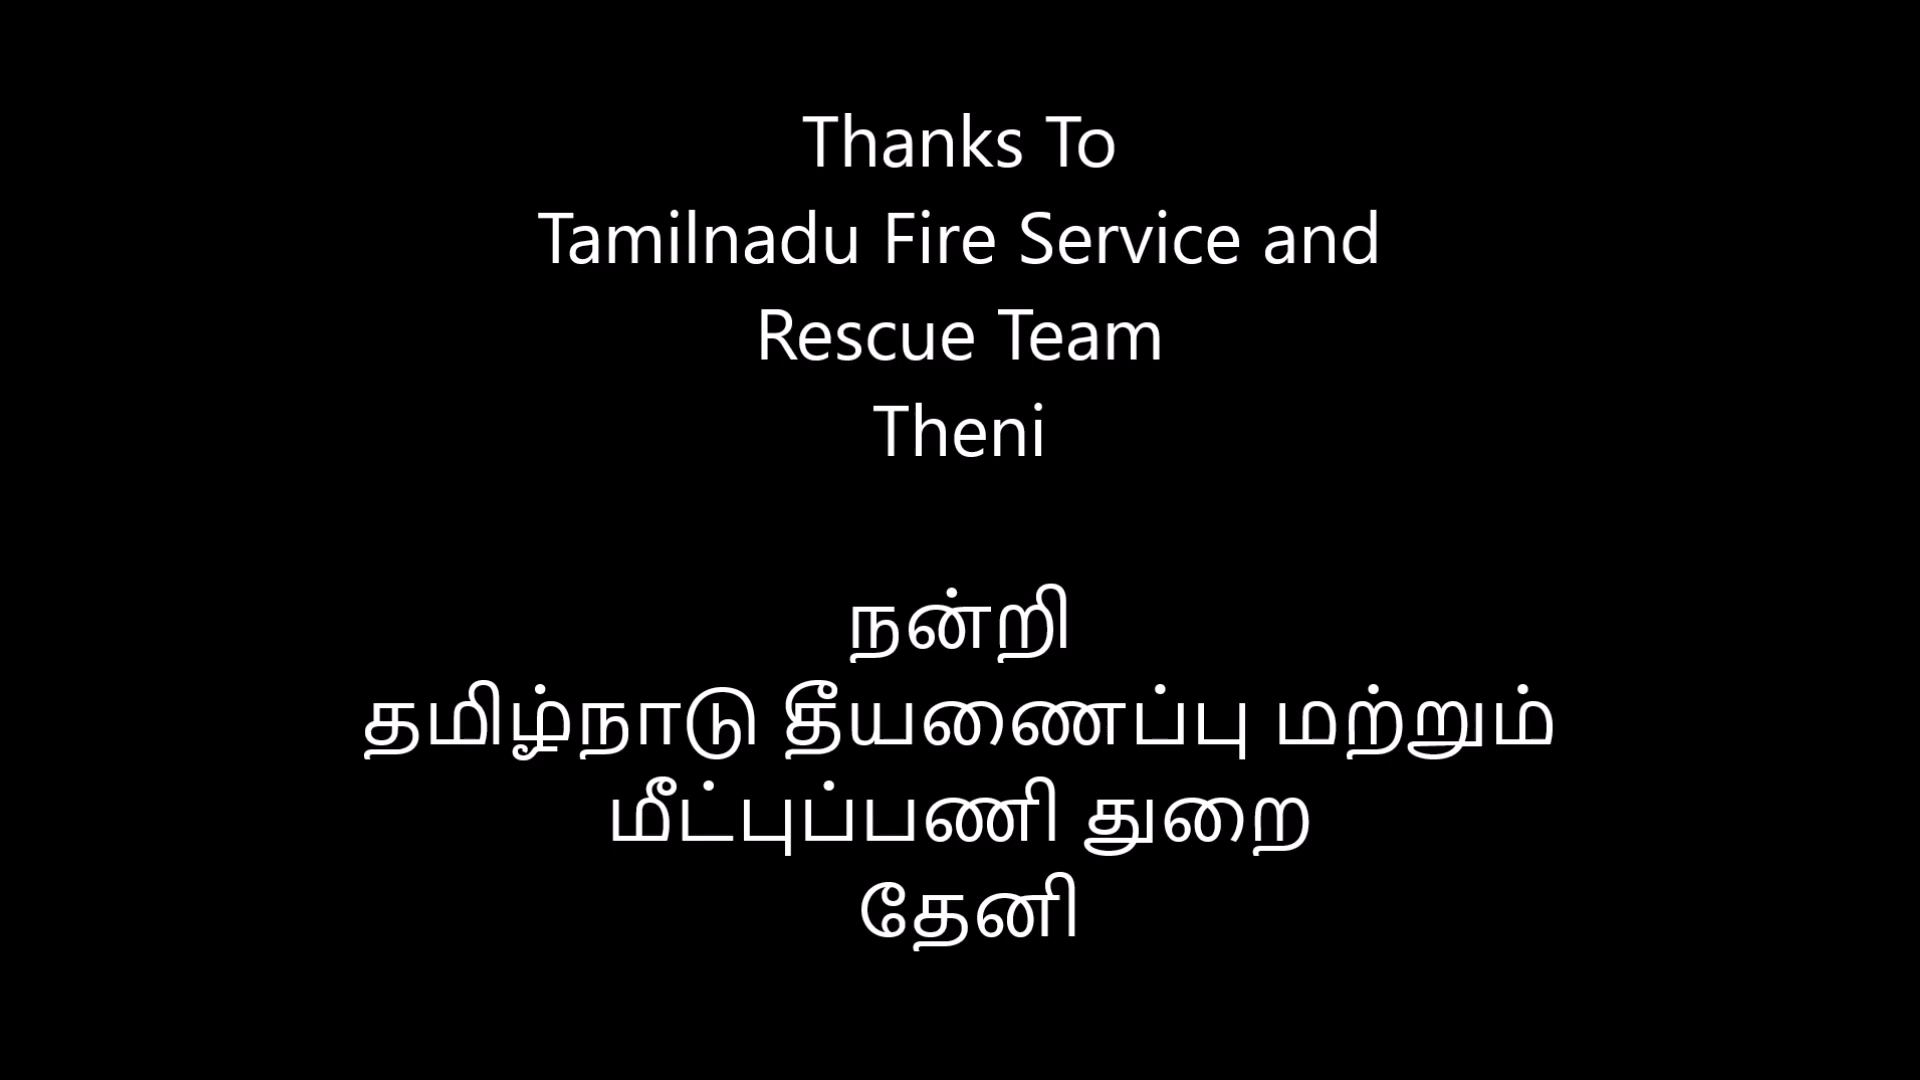 Thanks To
Tamilnadu Fire Service and
Rescue Team
Theni
நன்றி
தமிழ்நாடு தீயணைப்பு மற்றும்
மீட்புப்பணி துறை
தேனி